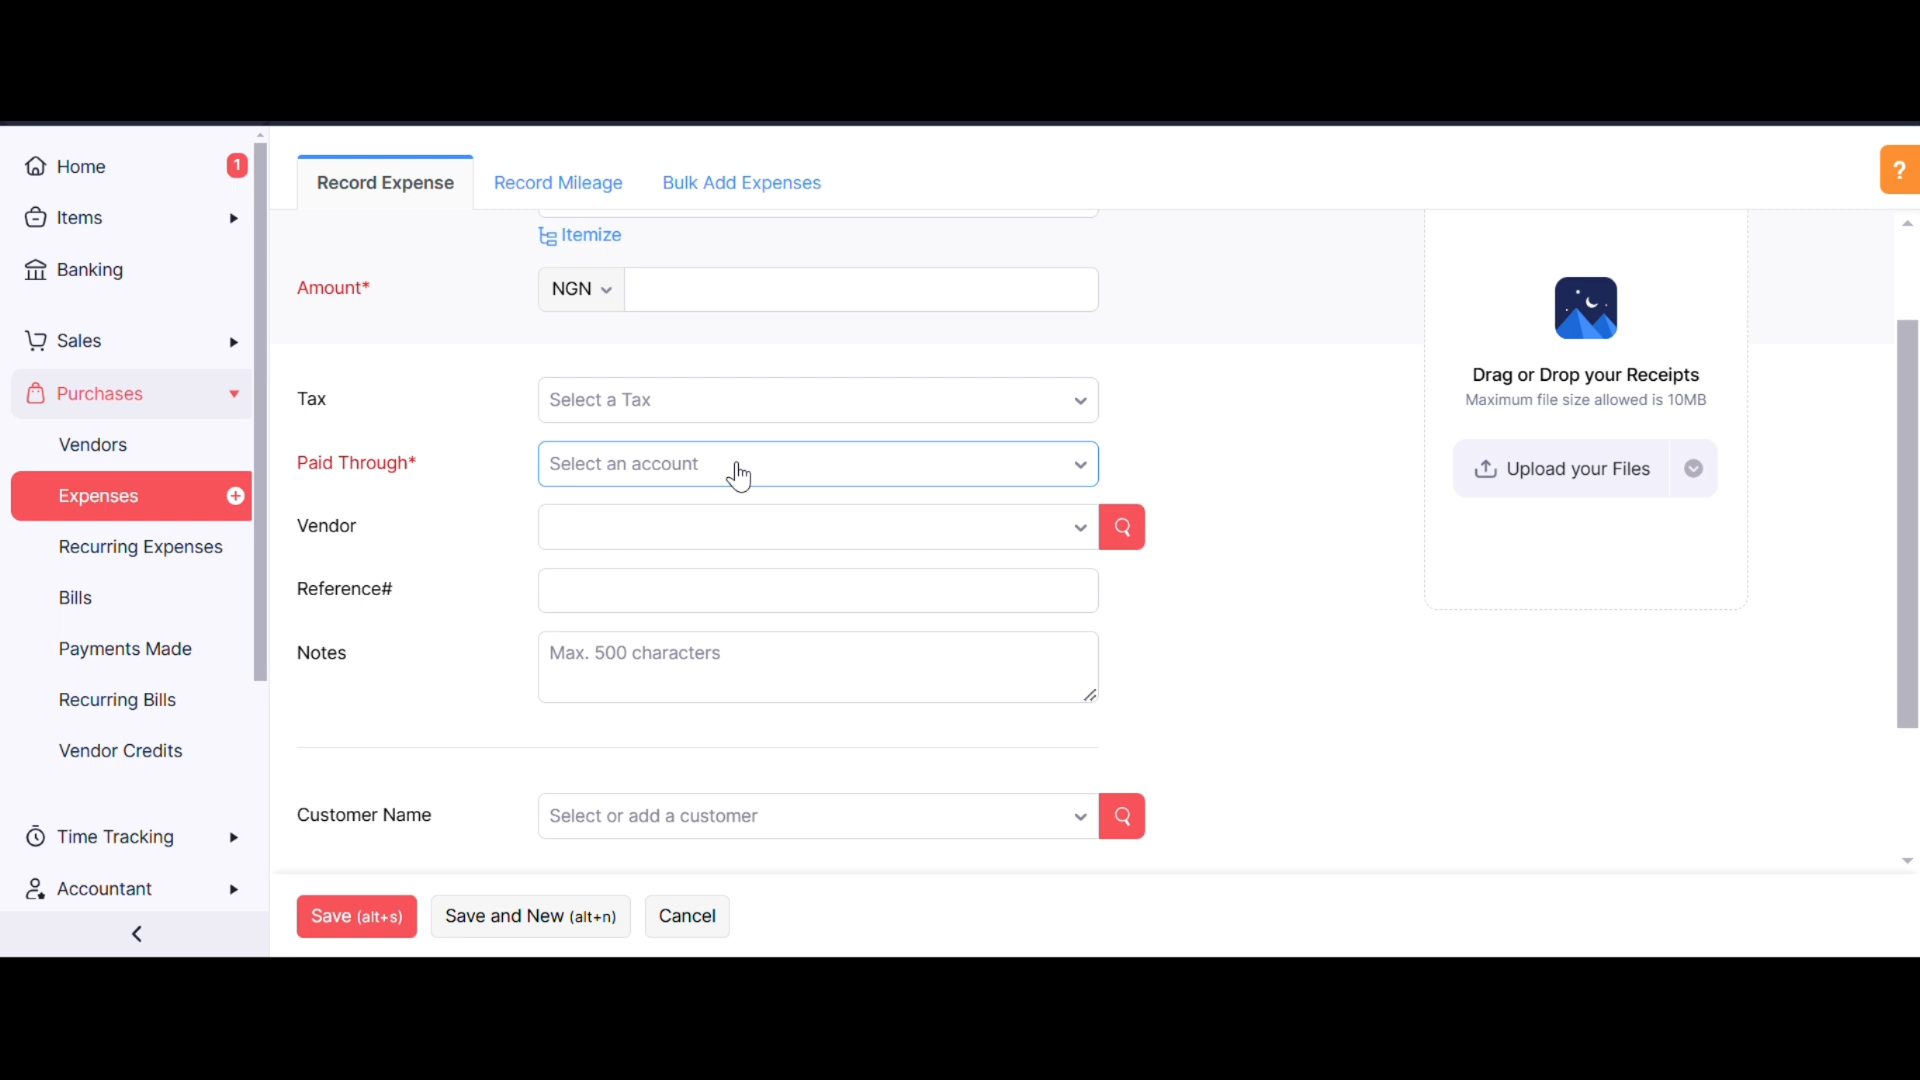 Home 1
Items
Banking
Sales
Purchases
Vendors
Expenses
Recurring Expenses
Bills
Payments Made
Recurring Bills
Vendor Credits
Time Tracking
Accountant
Record Expense Record Mileage Bulk Add Expenses
?
Itemize
Amount* NGN
Tax Select a Tax
Paid Through* Select an account
Vendor
Reference#
Notes Max. 500 characters
Customer Name Select or add a customer
Drag or Drop your Receipts
Maximum file size allowed is 10MB
Upload your Files
Save (alt+s) Save and New (alt+n) Cancel